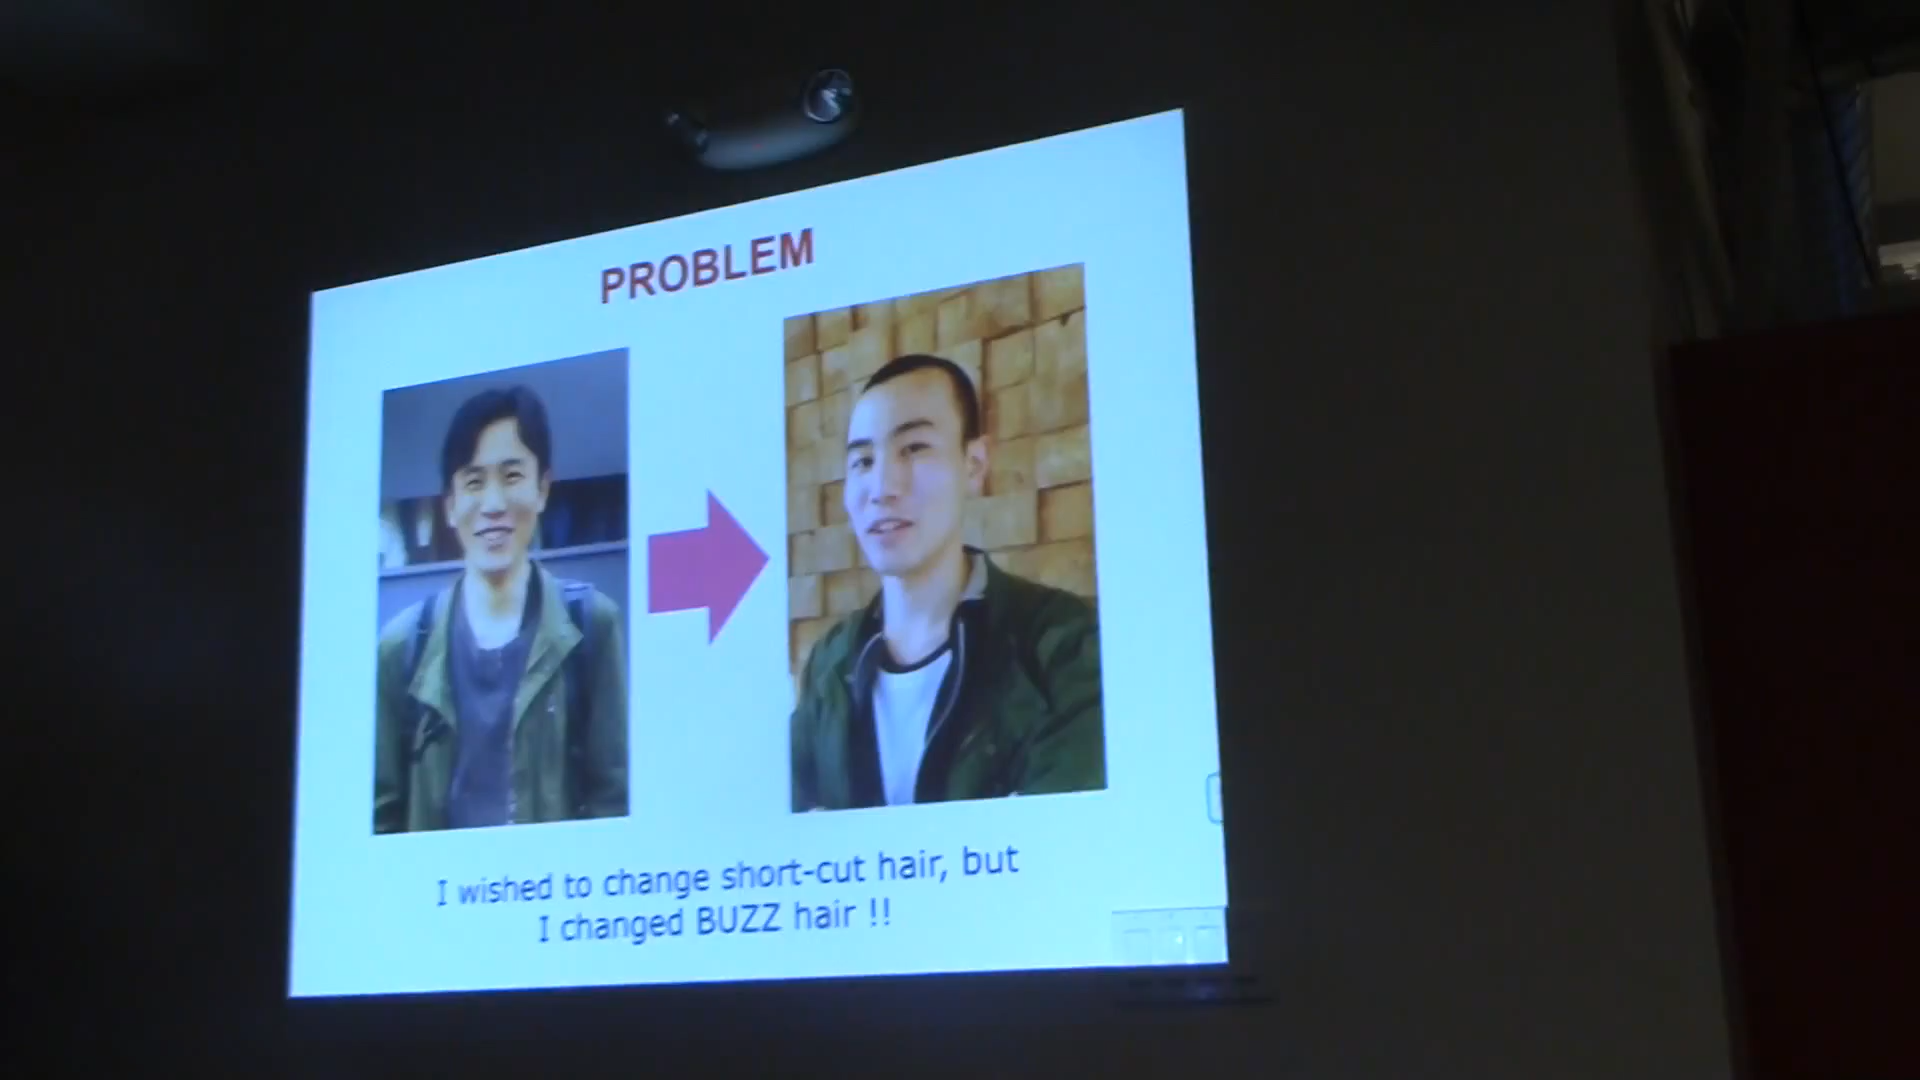 PROBLEM
I wished to change short-cut hair, but
I changed BUZZ hair !!